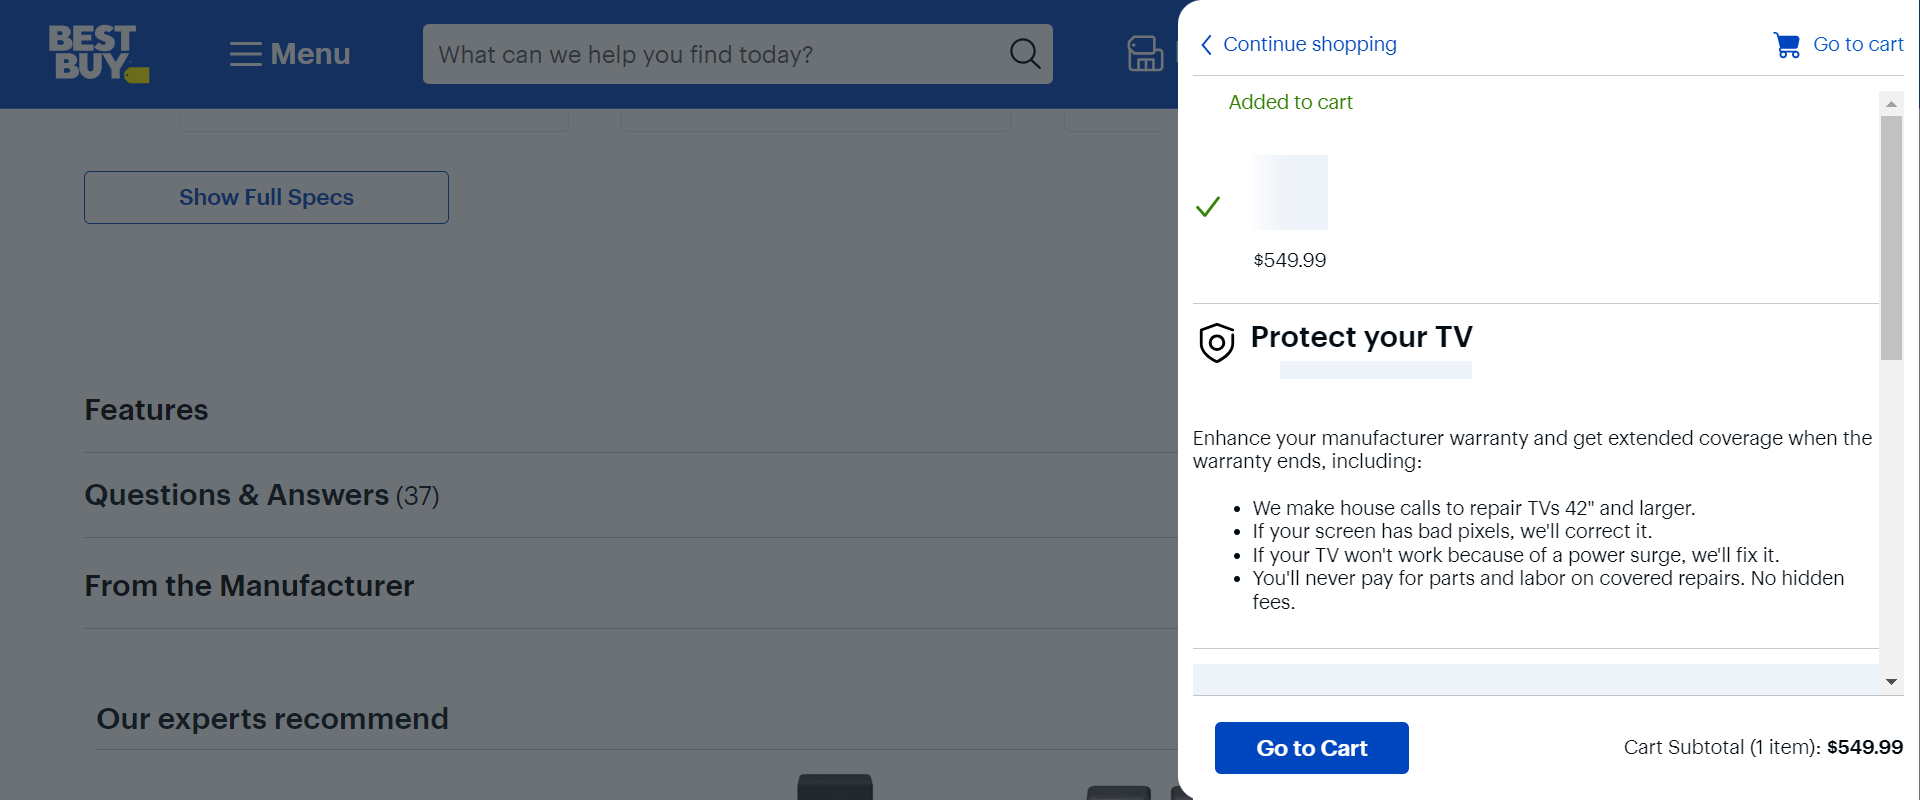 BEST
BUY
Menu
What can we help you find today?
Show Full Specs
Features
Questions & Answers (37)
From the Manufacturer
Our experts recommend
Continue shopping
Go to cart
Added to cart
$549.99
Protect your TV
Enhance your manufacturer warranty and get extended coverage when the
warranty ends, including:
• We make house calls to repair TVs 42" and larger.
• If your screen has bad pixels, we'll correct it.
• If your TV won't work because of a power surge, we'll fix it.
• You'll never pay for parts and labor on covered repairs. No hidden
fees.
Go to Cart
Cart Subtotal (1 item): $549.99